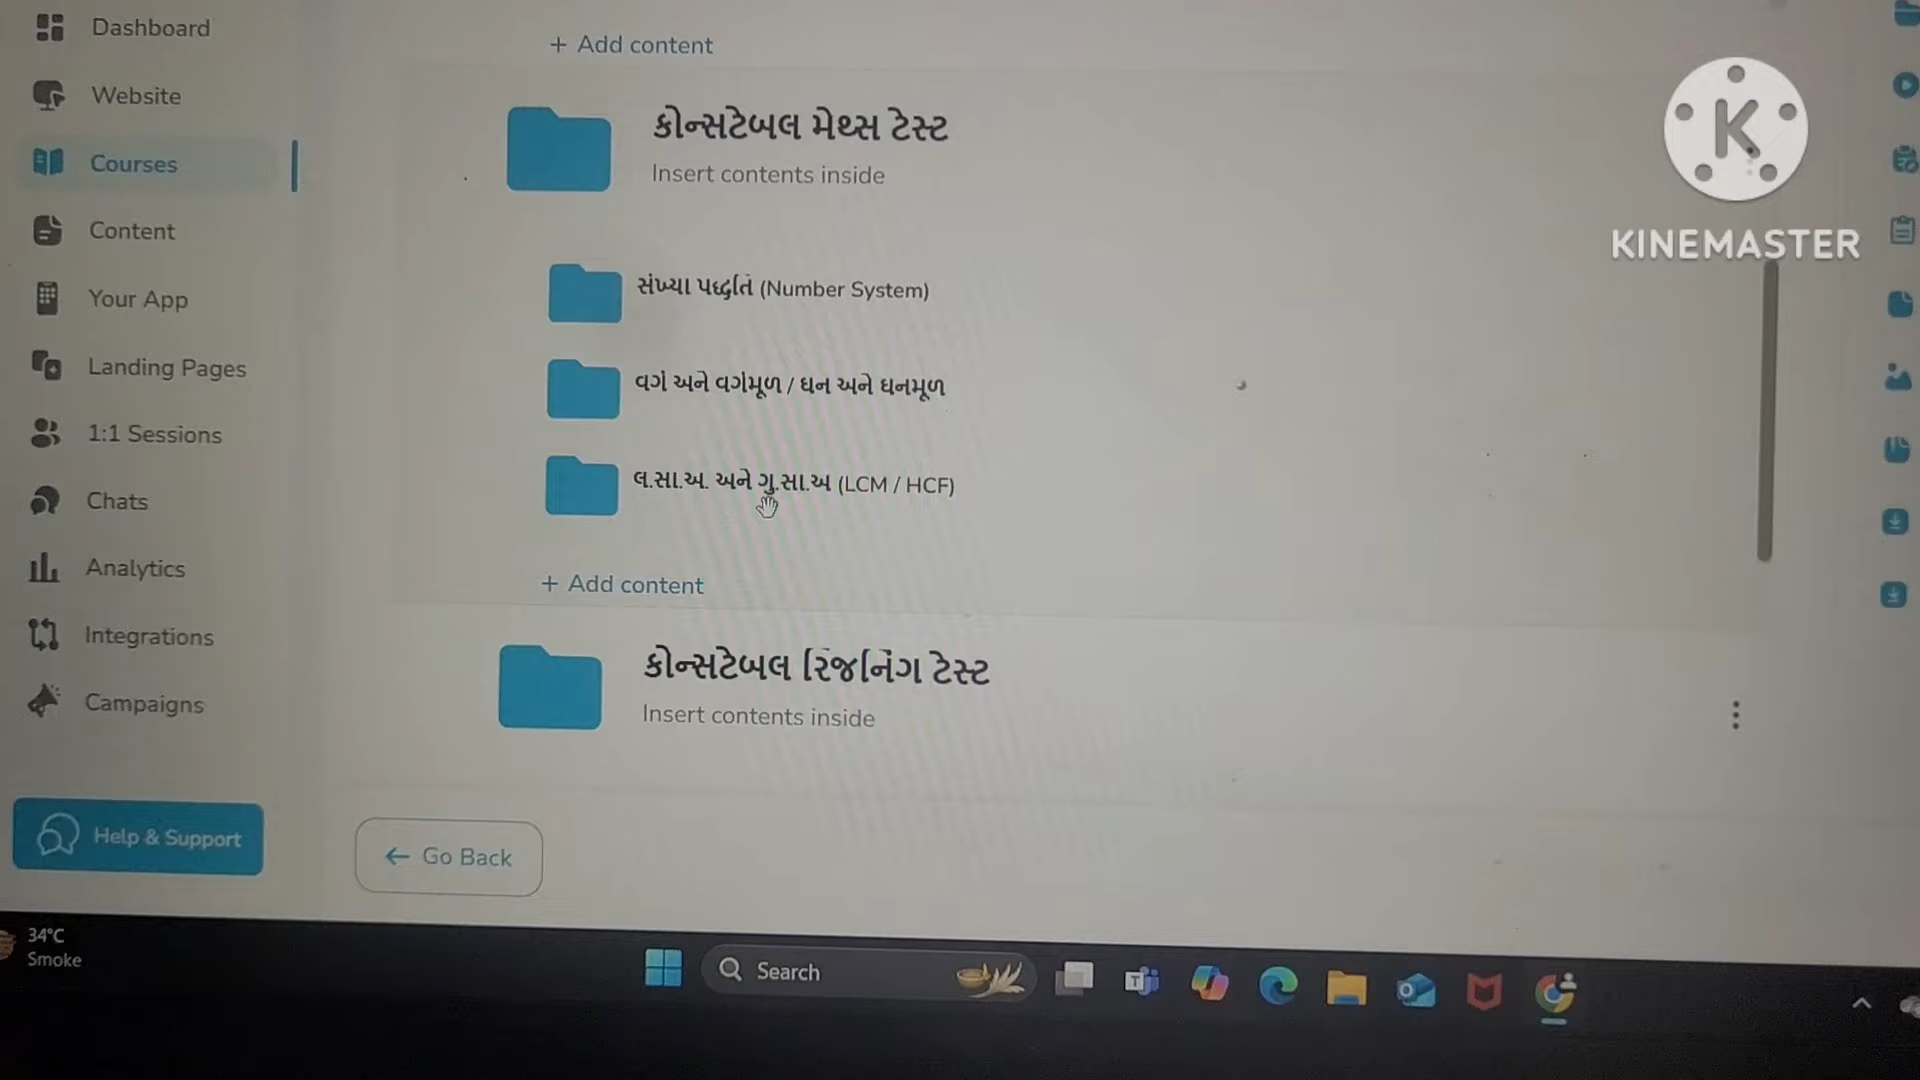 Dashboard
Website
Courses
Content
Your App
Landing Pages
1:1 Sessions
Chats
Analytics
Integrations
Campaigns
Help & Support
+ Add content
કોન્સટેબલ મેથ્સ ટેસ્ટ
Insert contents inside
સંખ્યા પદ્ધતિ (Number System)
વર્ગ અને વર્ગમૂળ / ઘન અને ઘનમૂળ
લ.સા.અ. અને ગુ.સા.અ (LCM / HCF)
+ Add content
કોન્સટેબલ રિજનિંગ ટેસ્ટ
Insert contents inside
← Go Back
K
KINEMASTER
34°C
Smoke
Search